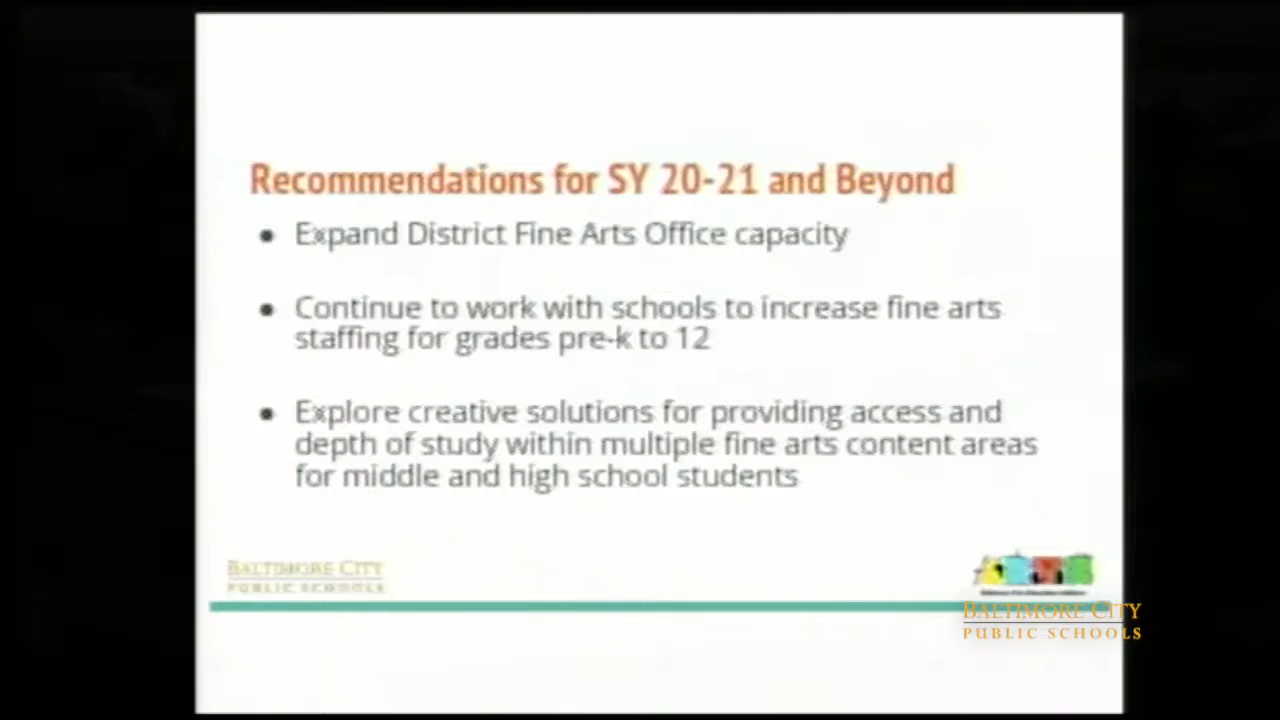 Recommendations for SY 20-21 and Beyond
● Expand District Fine Arts Office capacity
● Continue to work with schools to increase fine arts
staffing for grades pre-k to 12
● Explore creative solutions for providing access and
depth of study within multiple fine arts content areas
for middle and high school students
BALTIMORE CITY
PUBLIC SCHOOLS
ARTS
BALTIMORE CITY
PUBLIC SCHOOLS